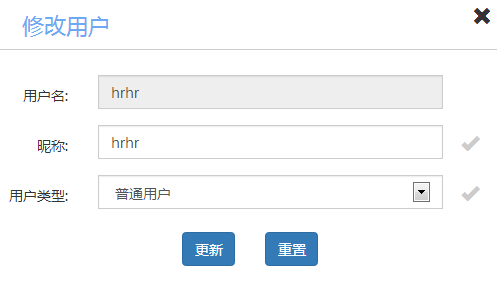 修改用户
用户名: hrhr
昵称: hrhr
用户类型: 普通用户
更新 重置